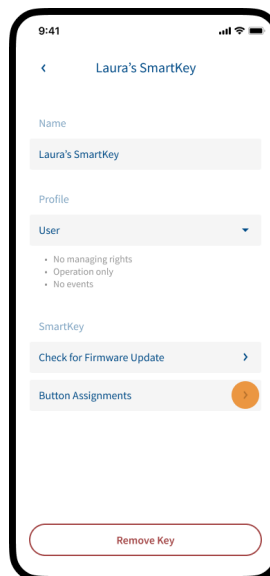 9:41
Laura's SmartKey
Name
Laura's SmartKey
Profile
User
• No managing rights
• Operation only
• No events
SmartKey
Check for Firmware Update
Button Assignments
Remove Key